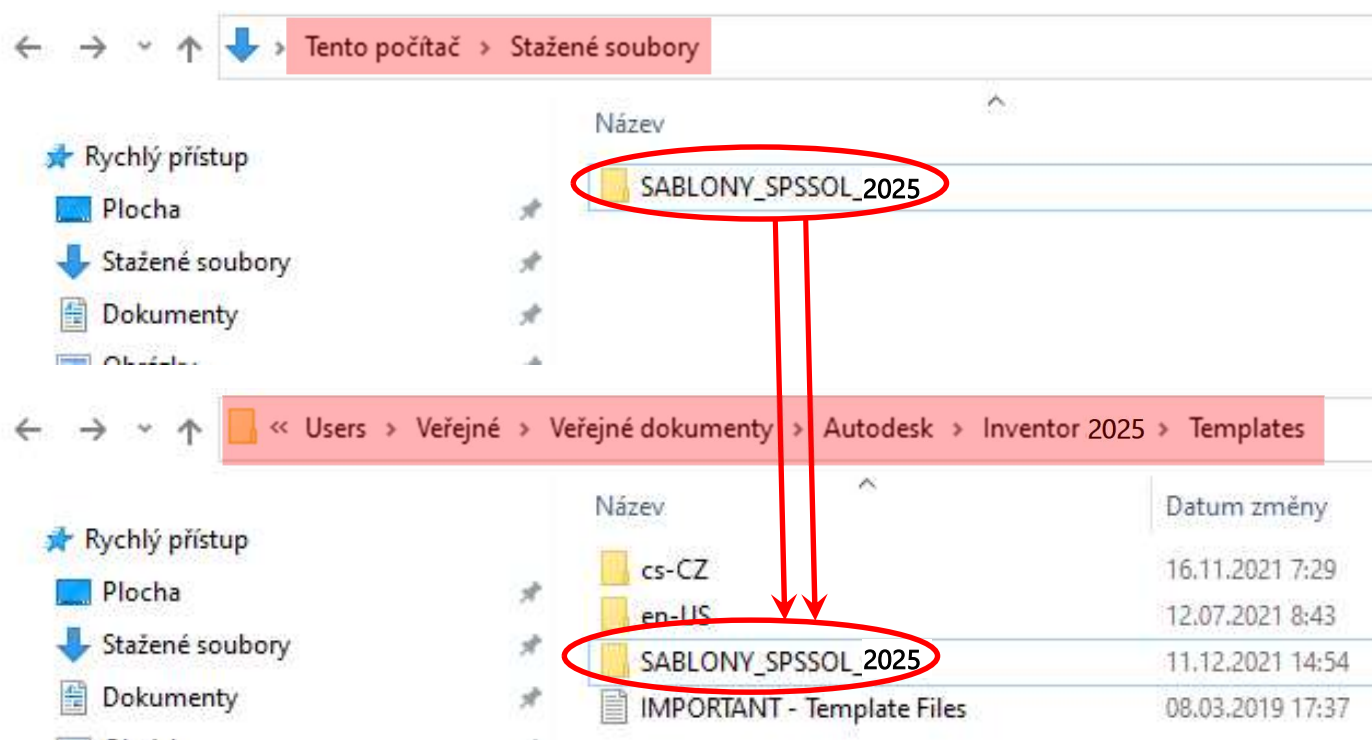 Tento počítač > Stažené soubory
Název
Rychlý přístup
SABLONY_SPSSOL_2025
Plocha
Stažené soubory
Dokumenty
« Users > Veřejné > Veřejné dokumenty > Autodesk > Inventor 2025 > Templates
Název Datum změny
Rychlý přístup
cs-CZ 16.11.2021 7:29
Plocha
en-US 12.07.2021 8:43
Stažené soubory
SABLONY_SPSSOL_2025 11.12.2021 14:54
Dokumenty
IMPORTANT - Template Files 08.03.2019 17:37